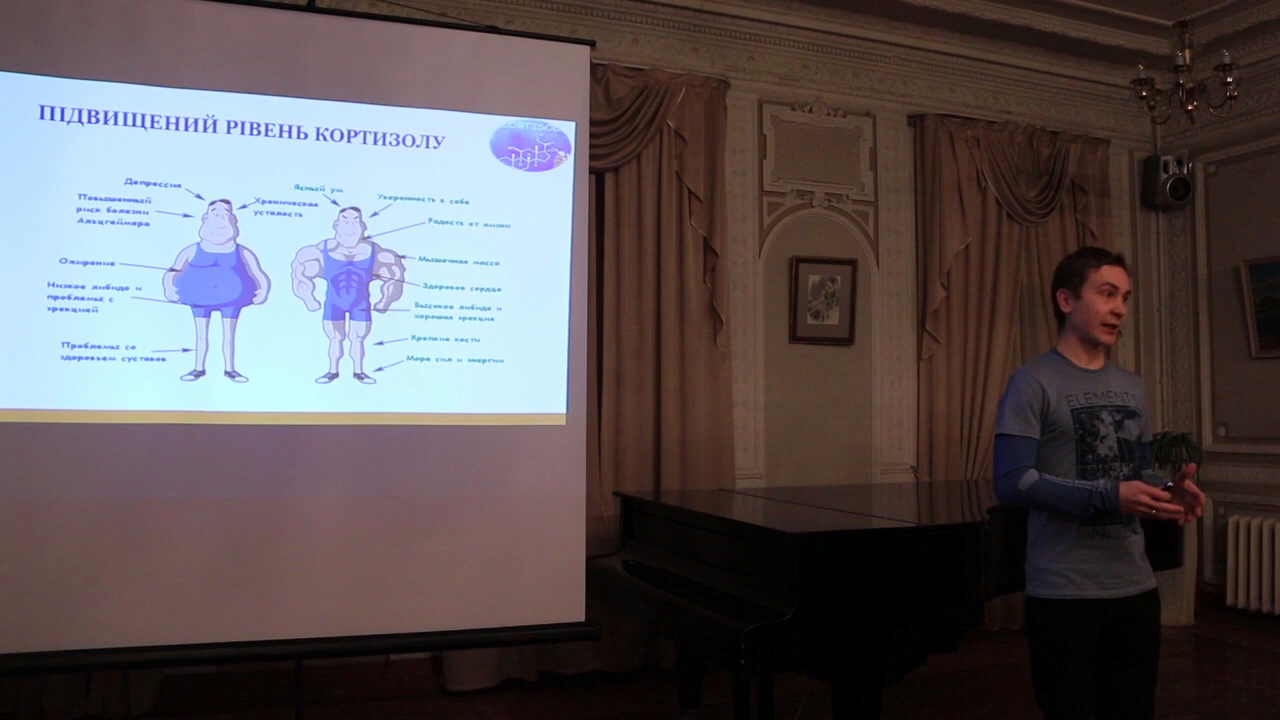 ПІДВИЩЕНИЙ РІВЕНЬ КОРТИЗОЛУ
Депрессия
Повышенный
риск болезни
Альцгеймера
Хроническая
усталость
Ожирение
Низкое либидо и
проблемы с
эрекцией
Проблемы со
здоровьем суставов
Ясный ум
Уверенность в себе
Радость от жизни
Мышечная масса
Здоровое сердце
Высокое либидо и
хорошая эрекция
Крепкие кости
Море сил и энергии
ELEMENTS